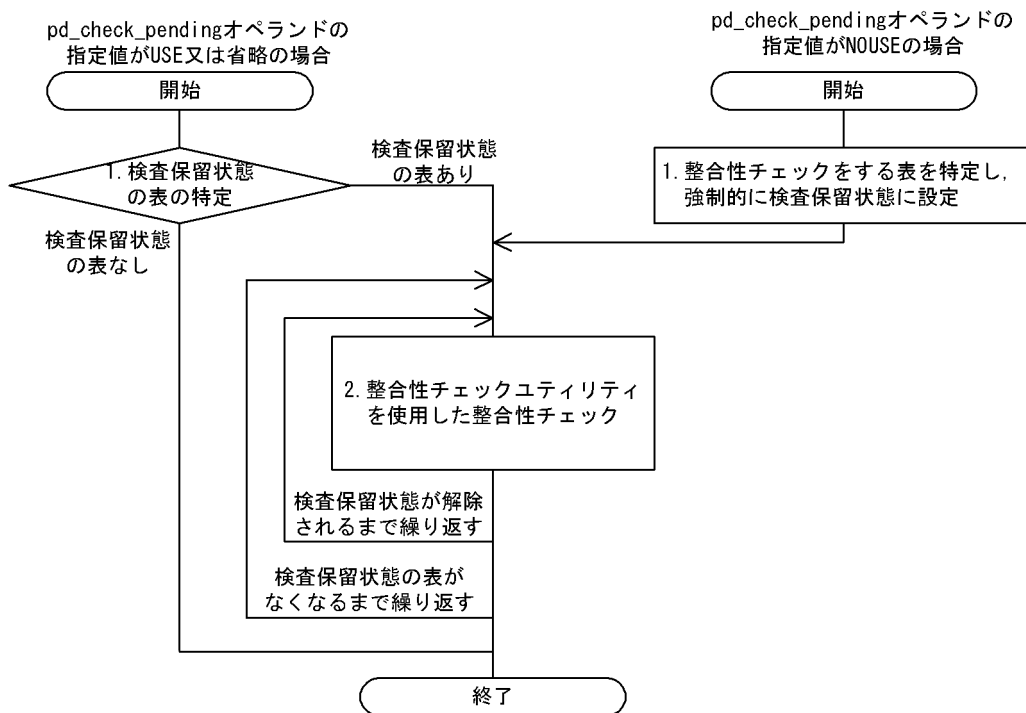 pd_check_pendingオペランドの
指定値がUSE又は省略の場合
開始
1. 検査保留状態
の表の特定
検査保留状態
の表あり
検査保留状態
の表なし
pd_check_pendingオペランドの
指定値がNOUSEの場合
開始
1. 整合性チェックをする表を特定し,
強制的に検査保留状態に設定
2. 整合性チェックユティリティ
を使用した整合性チェック
検査保留状態が解除
されるまで繰り返す
検査保留状態の表が
なくなるまで繰り返す
終了